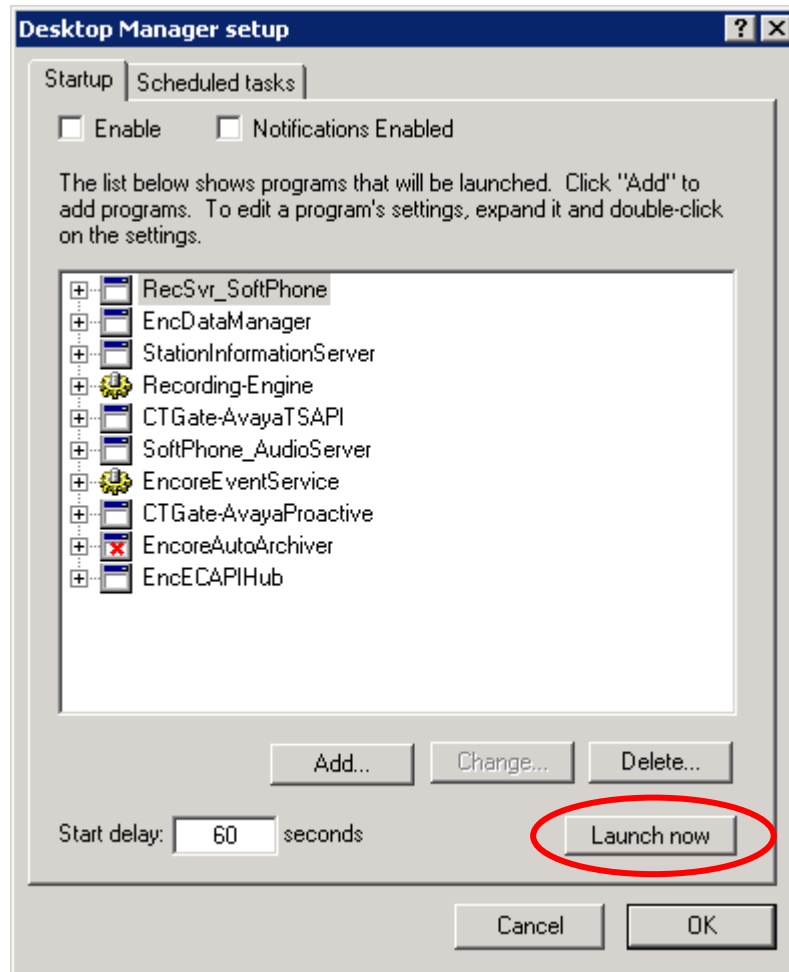 Desktop Manager setup
Startup
Scheduled tasks
Enable
Notifications Enabled
The list below shows programs that will be launched.  Click "Add" to
add programs.  To edit a program's settings, expand it and double-click
on the settings.
RecSvr_SoftPhone
EncDataManager
StationInformationServer
Recording-Engine
CTGate-AvayaTSAPI
SoftPhone_AudioServer
EncoreEventService
CTGate-AvayaProactive
EncoreAutoArchiver
EncECAPIHub
Add... Change... Delete...
Start delay: 60 seconds Launch now
Cancel OK